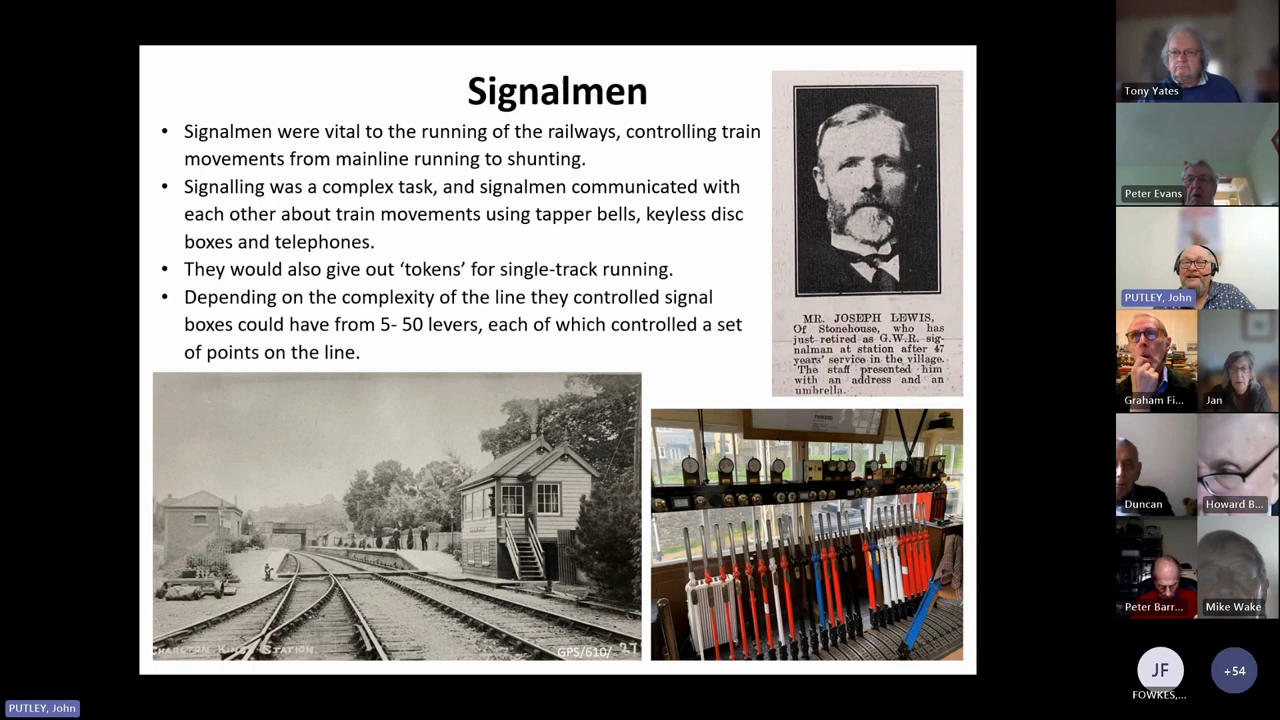 Signalmen
• Signalmen were vital to the running of the railways, controlling train
movements from mainline running to shunting.
• Signalling was a complex task, and signalmen communicated with
each other about train movements using tapper bells, keyless disc
boxes and telephones.
• They would also give out ‘tokens’ for single-track running.
• Depending on the complexity of the line they controlled signal
boxes could have from 5- 50 levers, each of which controlled a set
of points on the line.
MR. JOSEPH LEWIS,
Of Stonehouse, who has
just retired as G.W.R. sig-
nalman at station after 47
years' service in the village.
The staff presented him
with an address and an
umbrella.
CHARLTON KINGS STATION.
GPS/610/
27
Tony Yates
Peter Evans
PUTLEY, John
Graham Fi...
Jan
Duncan
Howard B...
Peter Barr...
Mike Wake
JF
FOWKES,...
+54
PUTLEY, John